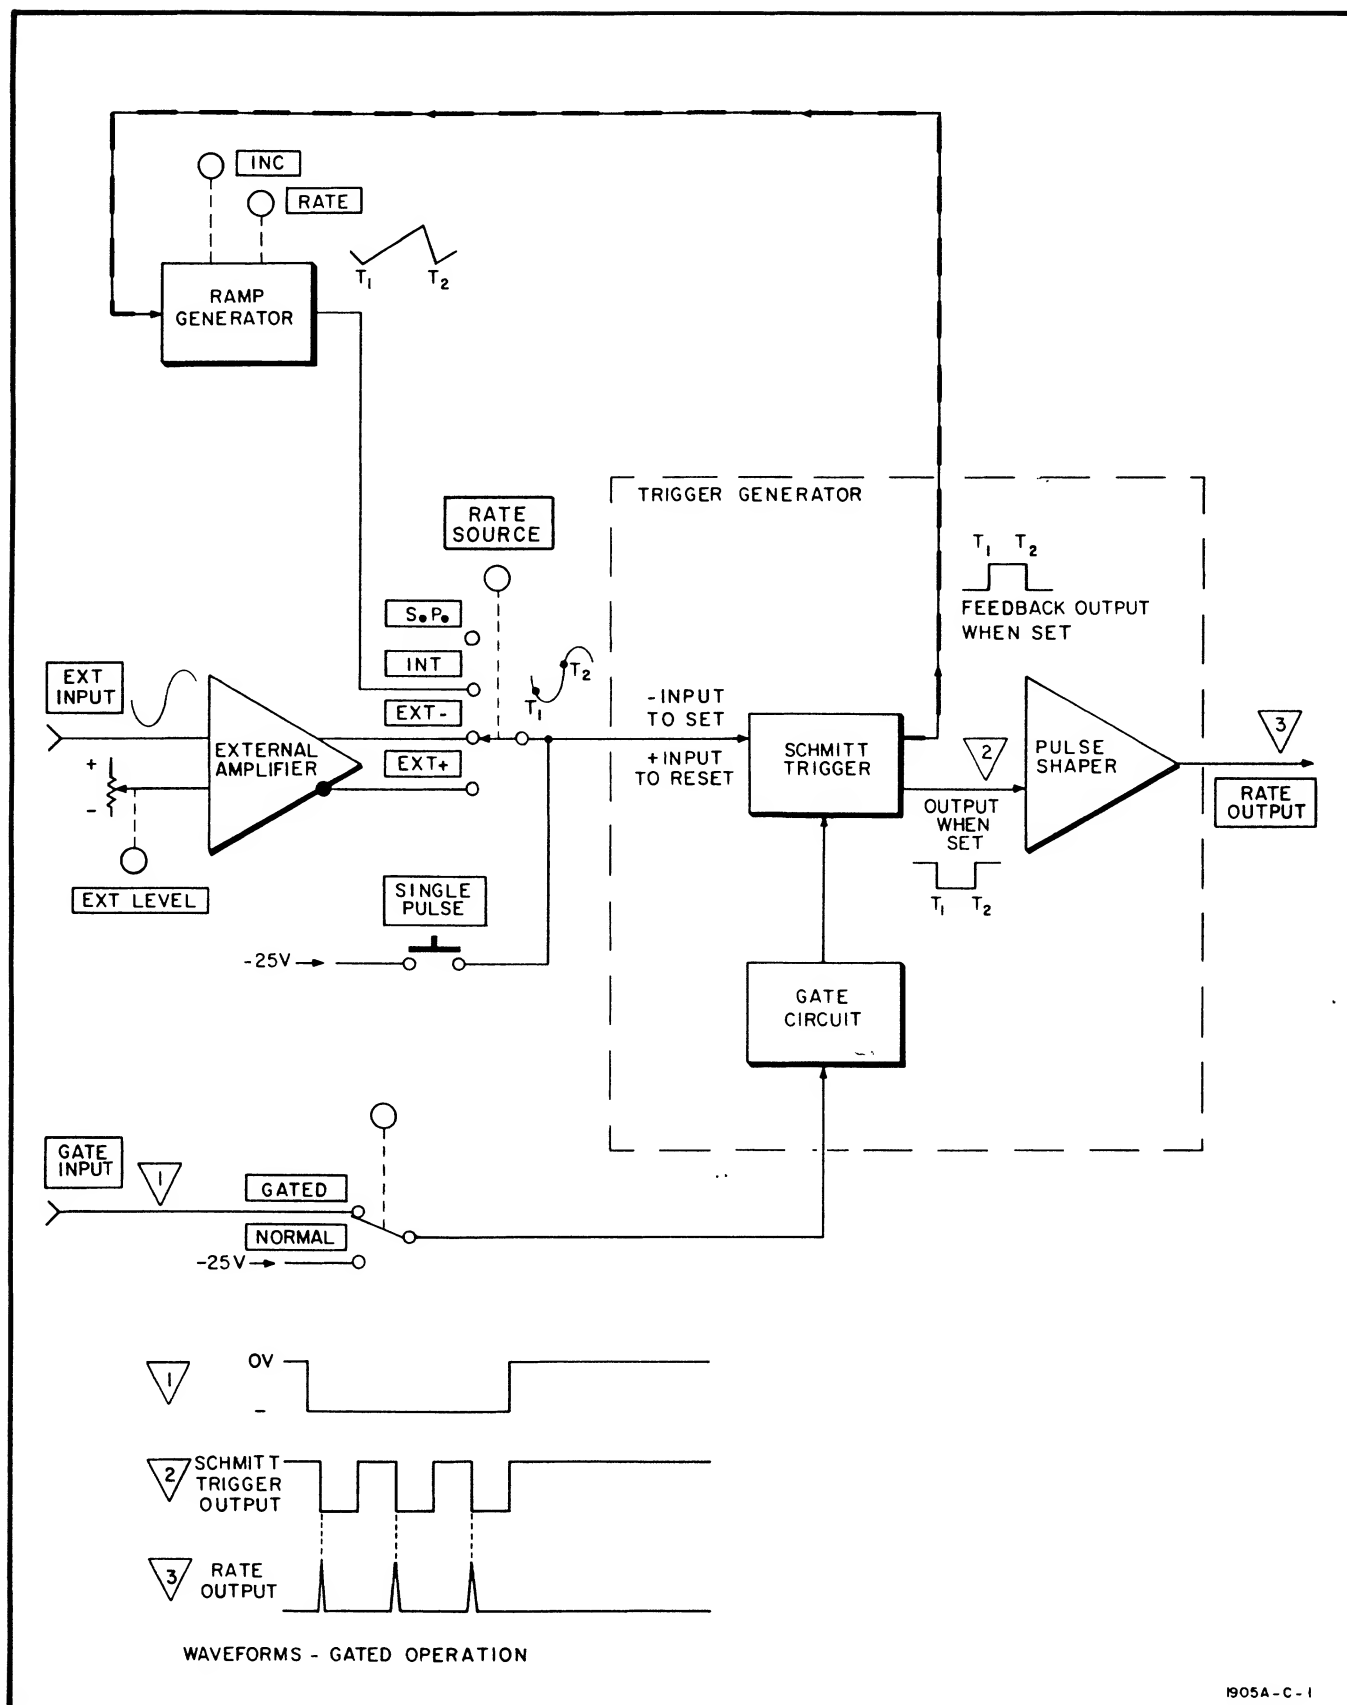 INC
RATE
T1 T2
RAMP
GENERATOR
TRIGGER GENERATOR
RATE
SOURCE
T1 T2
FEEDBACK OUTPUT
WHEN SET
S.P.
INT
EXT-
EXT+
EXT
INPUT
T1
T2
EXTERNAL
AMPLIFIER
+
-
EXT LEVEL
-INPUT
TO SET
+INPUT
TO RESET
SCHMITT
TRIGGER
2
PULSE
SHAPER
3
RATE
OUTPUT
OUTPUT
WHEN
SET
T1 T2
SINGLE
PULSE
-25V
GATE
CIRCUIT
GATE
INPUT
1
GATED
NORMAL
-25V
1
OV
-
2
SCHMITT
TRIGGER
OUTPUT
3
RATE
OUTPUT
WAVEFORMS - GATED OPERATION
1905A-C-1